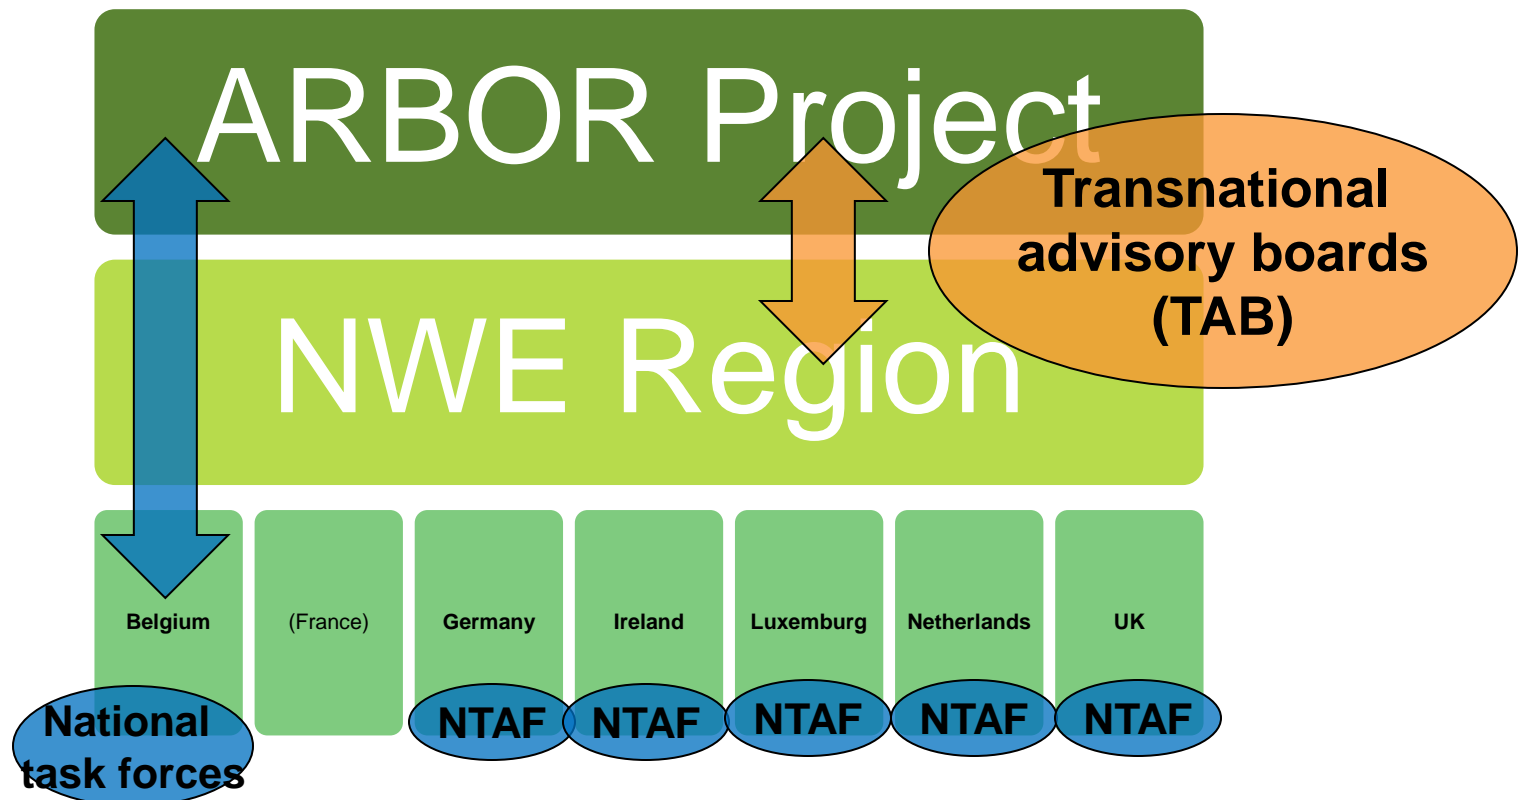 ARBOR Project
Transnational
advisory boards
(TAB)
NWE Region
Belgium
(France)
Germany
Ireland
Luxemburg
Netherlands
UK
National
task forces
NTAF
NTAF
NTAF
NTAF
NTAF